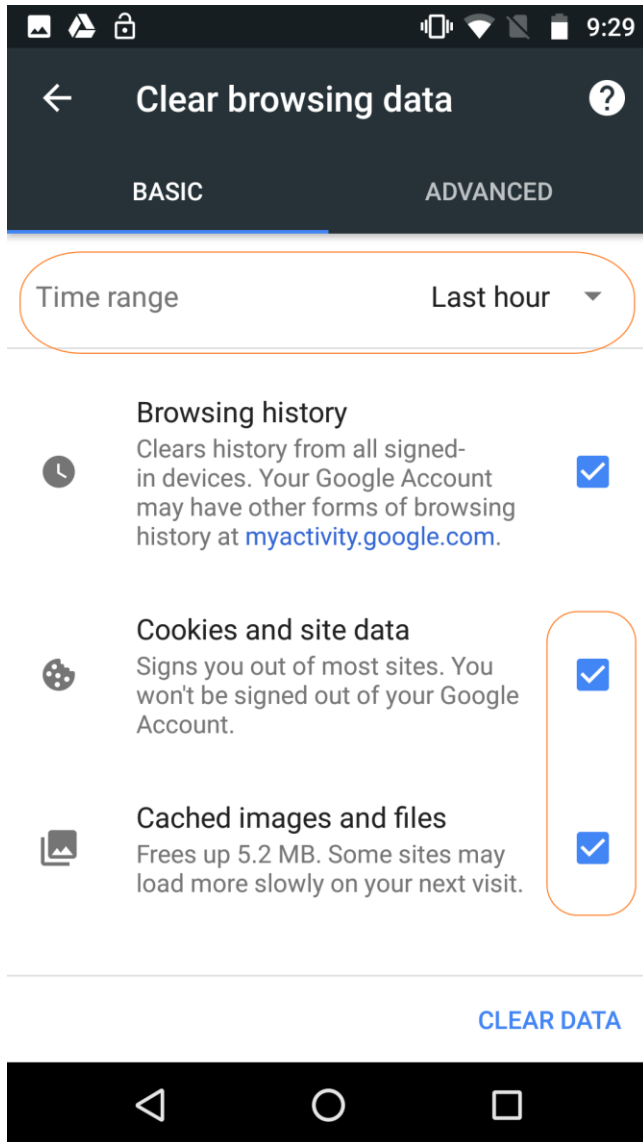 9:29
Clear browsing data
?
BASIC
ADVANCED
Time range
Last hour
Browsing history
Clears history from all signed-
in devices. Your Google Account
may have other forms of browsing
history at myactivity.google.com.
Cookies and site data
Signs you out of most sites. You
won't be signed out of your Google
Account.
Cached images and files
Frees up 5.2 MB. Some sites may
load more slowly on your next visit.
CLEAR DATA